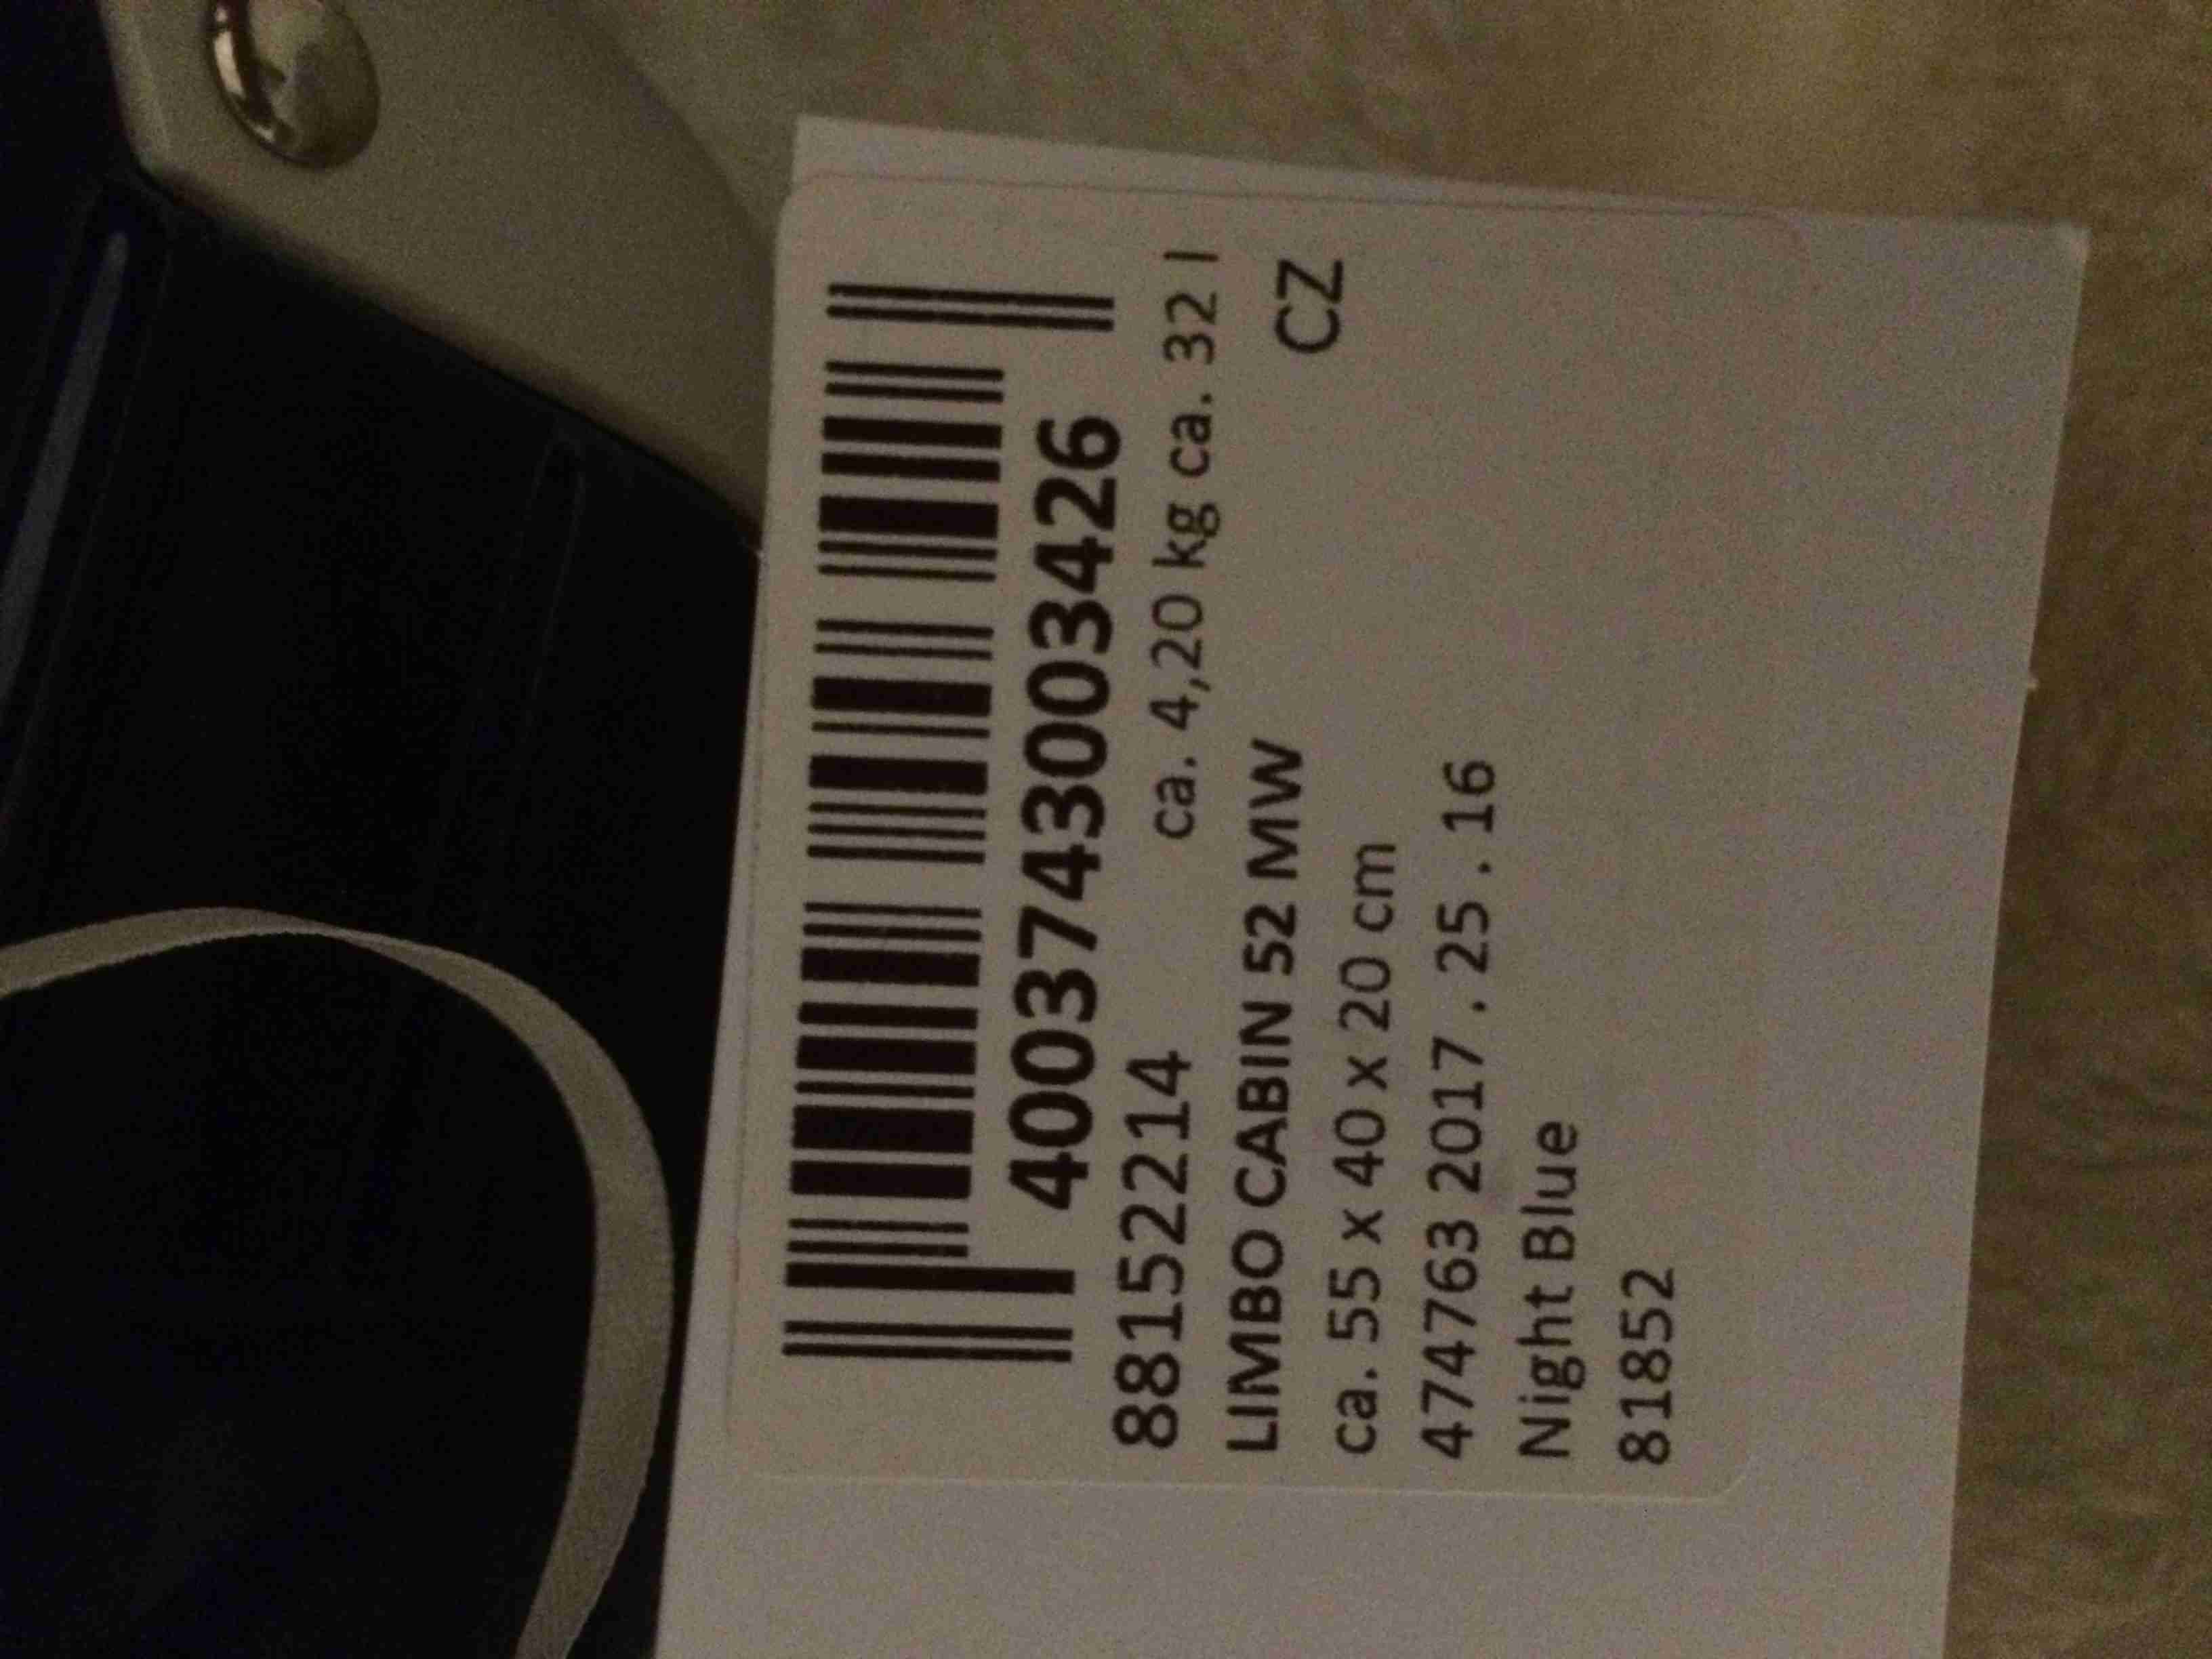 4003743003426
88152214
ca. 4,20 kg ca. 32 l
LIMBO CABIN 52 MW
CZ
ca. 55 x 40 x 20 cm
474763 2017 . 25 . 16
Night Blue
81852